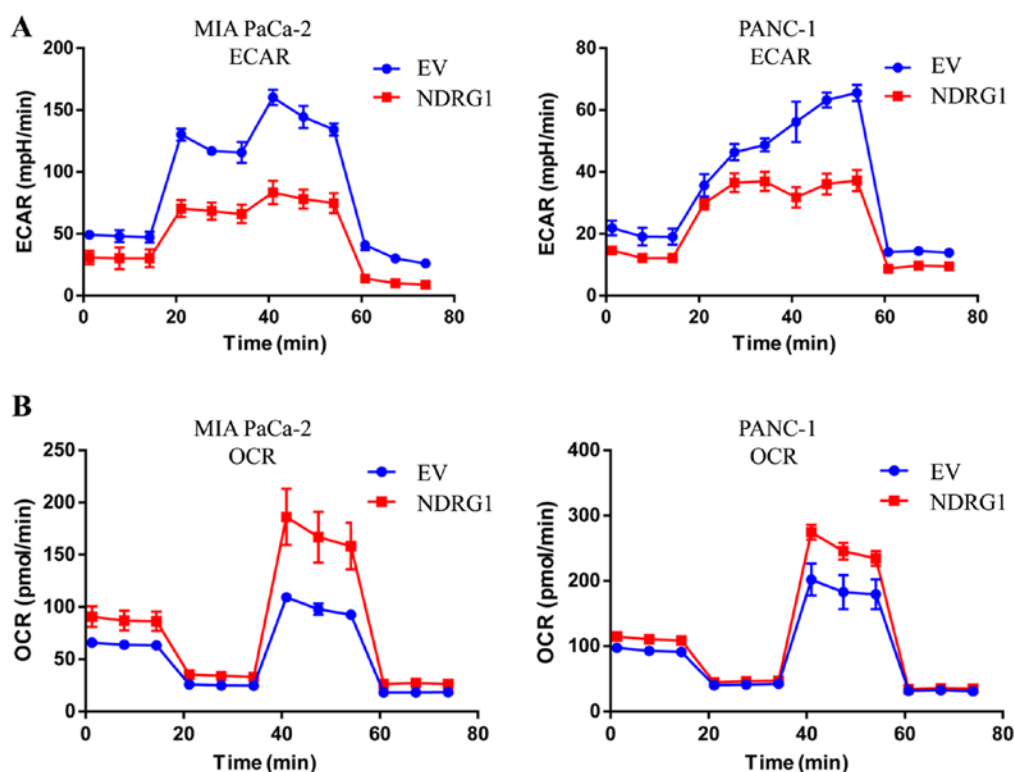 A
MIA PaCa-2
ECAR
EV
NDRG1
ECAR (mpH/min)
200
150
100
50
0
0 20 40 60 80
Time (min)
PANC-1
ECAR
EV
NDRG1
ECAR (mpH/min)
80
60
40
20
0
0 20 40 60 80
Time (min)
B
MIA PaCa-2
OCR
EV
NDRG1
OCR (pmol/min)
250
200
150
100
50
0
0 20 40 60 80
Time (min)
PANC-1
OCR
EV
NDRG1
OCR (pmol/min)
400
300
200
100
0
0 20 40 60 80
Time (min)